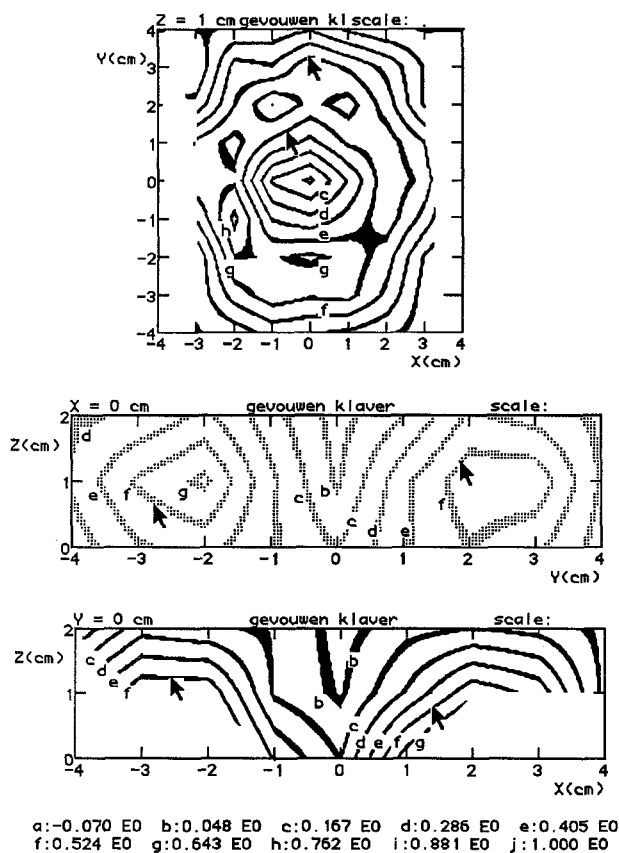 Z = 1 cm gevouwen klscale:
Y(cm)
4
3
2
1
0
-1
-2
-3
-4
c
d
e
h
g
g
f
-4 -3 -2 -1 0 1 2 3 4
X(cm)
X = 0 cm gevouwen klaver scale:
2
Z(cm)
1
0
d
e f g c b c d e f
-4 -3 -2 -1 0 1 2 3 4
Y(cm)
Y = 0 cm gevouwen klaver scale:
2
Z(cm)
1
0
c
d
e
f
b
b
c
d e f g
-4 -3 -2 -1 0 1 2 3 4
X(cm)
a:-0.070 E0 b:0.048 E0 c:0.167 E0 d:0.286 E0 e:0.405 E0
f:0.524 E0 g:0.643 E0 h:0.762 E0 i:0.881 E0 j:1.000 E0